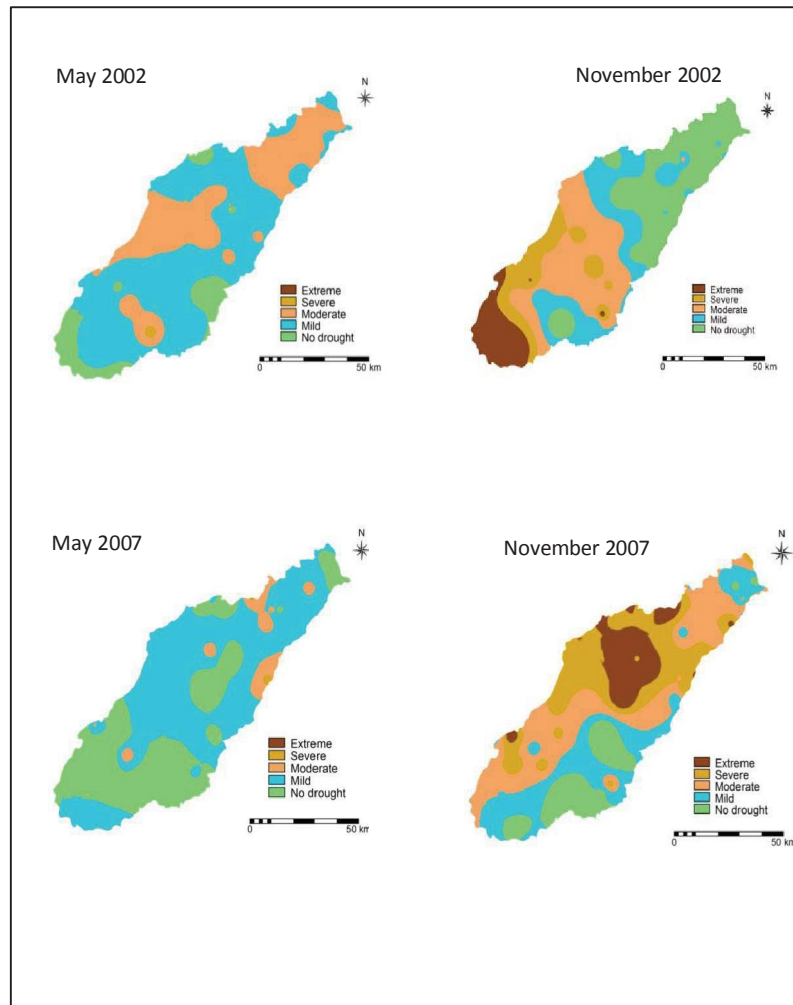 May 2002
N
Extreme
Severe
Moderate
Mild
No drought
0 50 km
November 2002
N
Extreme
Severe
Moderate
Mild
No drought
0 50 km
May 2007
N
Extreme
Severe
Moderate
Mild
No drought
0 50 km
November 2007
N
Extreme
Severe
Moderate
Mild
No drought
0 50 km